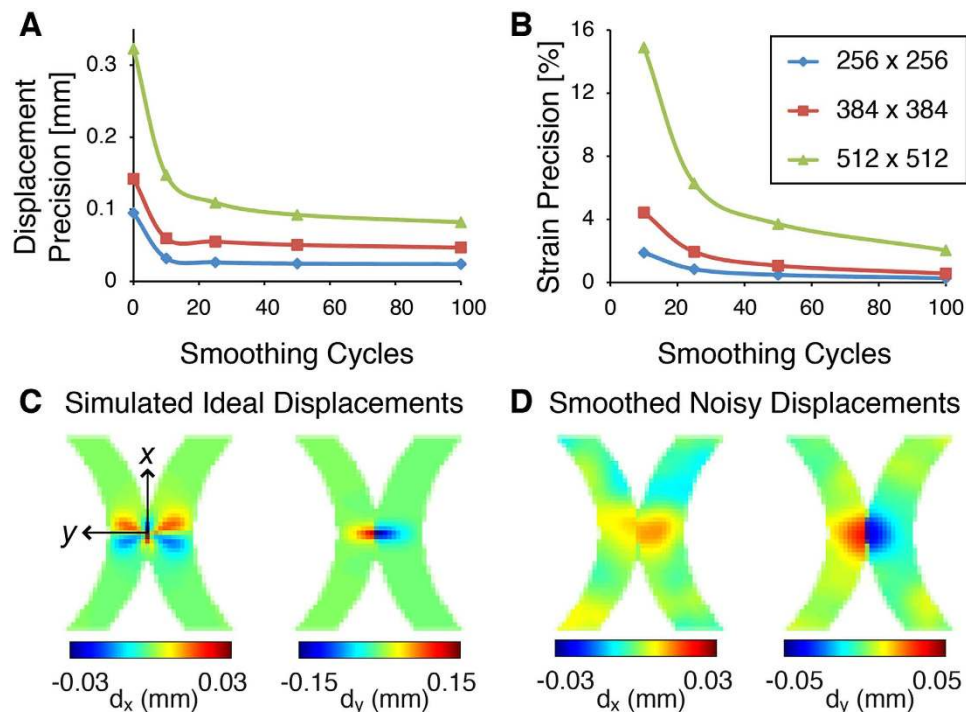 A
Displacement
Precision [mm]
0.3
0.2
0.1
0
0 20 40 60 80 100
Smoothing Cycles
B
Strain Precision [%]
16
12
8
4
0
0 20 40 60 80 100
Smoothing Cycles
256 x 256
384 x 384
512 x 512
C Simulated Ideal Displacements
x
y
-0.03 0.03
dₓ (mm)
-0.15 0.15
dᵧ (mm)
D Smoothed Noisy Displacements
-0.03 0.03
dₓ (mm)
-0.05 0.05
dᵧ (mm)